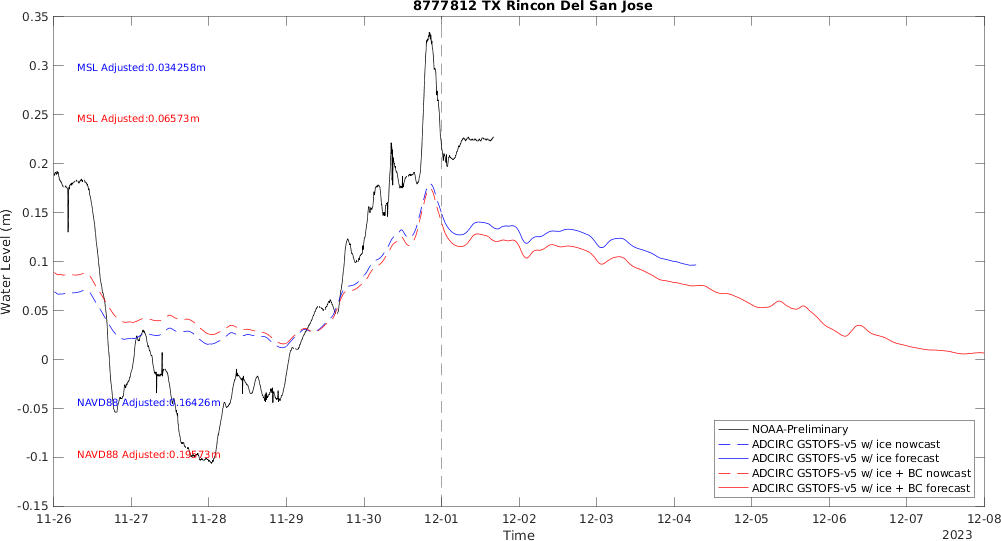 8777812 TX Rincon Del San Jose
0.35
0.3
0.25
0.2
0.15
0.1
0.05
0
-0.05
-0.1
-0.15
Water Level (m)
MSL Adjusted:0.034258m
MSL Adjusted:0.06573m
NAVD88 Adjusted:0.16426m
NAVD88 Adjusted:0.19573m
NOAA-Preliminary
ADCIRC GSTOFS-v5 w/ ice nowcast
ADCIRC GSTOFS-v5 w/ ice forecast
ADCIRC GSTOFS-v5 w/ ice + BC nowcast
ADCIRC GSTOFS-v5 w/ ice + BC forecast
11-26 11-27 11-28 11-29 11-30 12-01 12-02 12-03 12-04 12-05 12-06 12-07 12-08
Time
2023